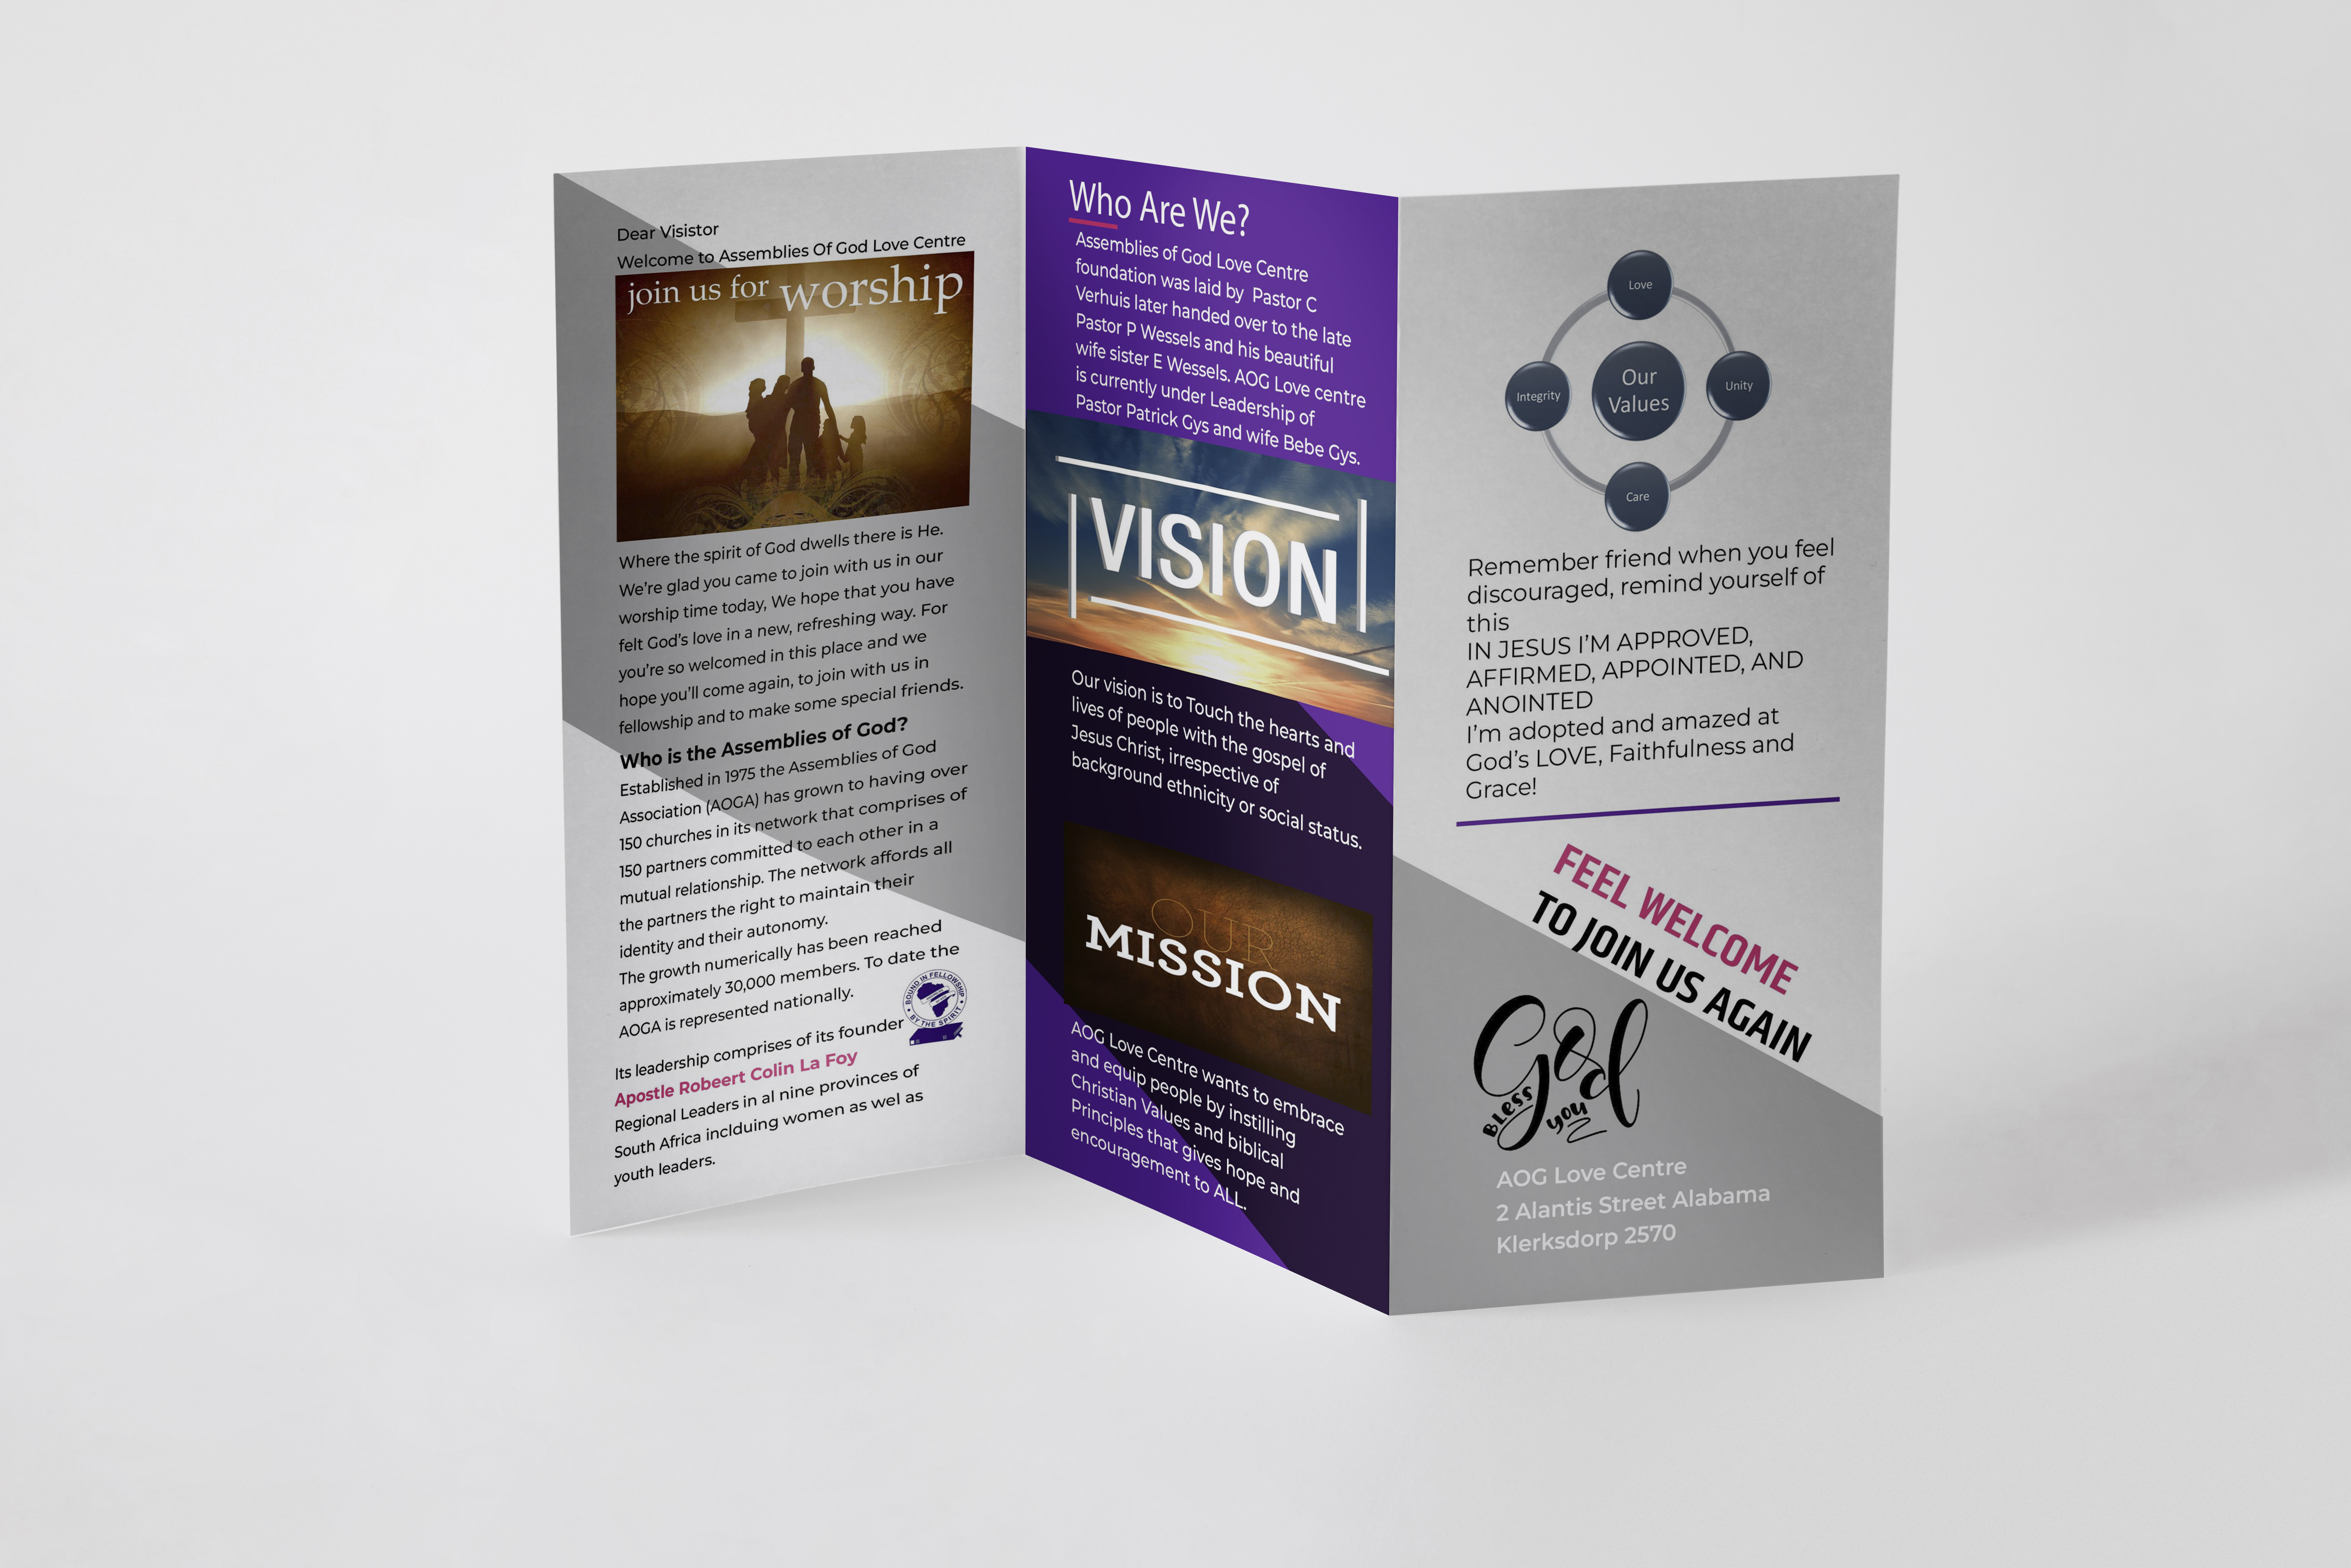 Dear Visistor
Welcome to Assemblies Of God Love Centre
join us for worship
Where the spirit of God dwells there is He.
We're glad you came to join with us in our
worship time today, We hope that you have
felt God's love in a new, refreshing way. For
you're so welcomed in this place and we
hope you'll come again, to join with us in
fellowship and to make some special friends.
Who is the Assemblies of God?
Established in 1975 the Assemblies of God
Association (AOGA) has grown to having over
150 churches in its network that comprises of
150 partners committed to each other in a
mutual relationship. The network affords all
the partners the right to maintain their
identity and their autonomy.
The growth numerically has been reached
approximately 30,000 members. To date the
AOGA is represented nationally.
BOUND IN FELLOWSHIP
BY THE SPIRIT
Its leadership comprises of its founder
Apostle Robeert Colin La Foy
Regional Leaders in al nine provinces of
South Africa inclduing women as wel as
youth leaders.
Who Are We?
Assemblies of God Love Centre
foundation was laid by Pastor C
Verhuis later handed over to the late
Pastor P Wessels and his beautiful
wife sister E Wessels. AOG Love centre
is currently under Leadership of
Pastor Patrick Gys and wife Bebe Gys.
VISION
Our vision is to Touch the hearts and
lives of people with the gospel of
Jesus Christ, irrespective of
background ethnicity or social status.
OUR
MISSION
AOG Love Centre wants to embrace
and equip people by instilling
Christian Values and biblical
Principles that gives hope and
encouragement to ALL.
Love
Integrity
Our
Values
Unity
Care
Remember friend when you feel
discouraged, remind yourself of
this
IN JESUS I'M APPROVED,
AFFIRMED, APPOINTED, AND
ANOINTED
I'm adopted and amazed at
God's LOVE, Faithfulness and
Grace!
FEEL WELCOME
TO JOIN US AGAIN
God
BLess you
AOG Love Centre
2 Alantis Street Alabama
Klerksdorp 2570